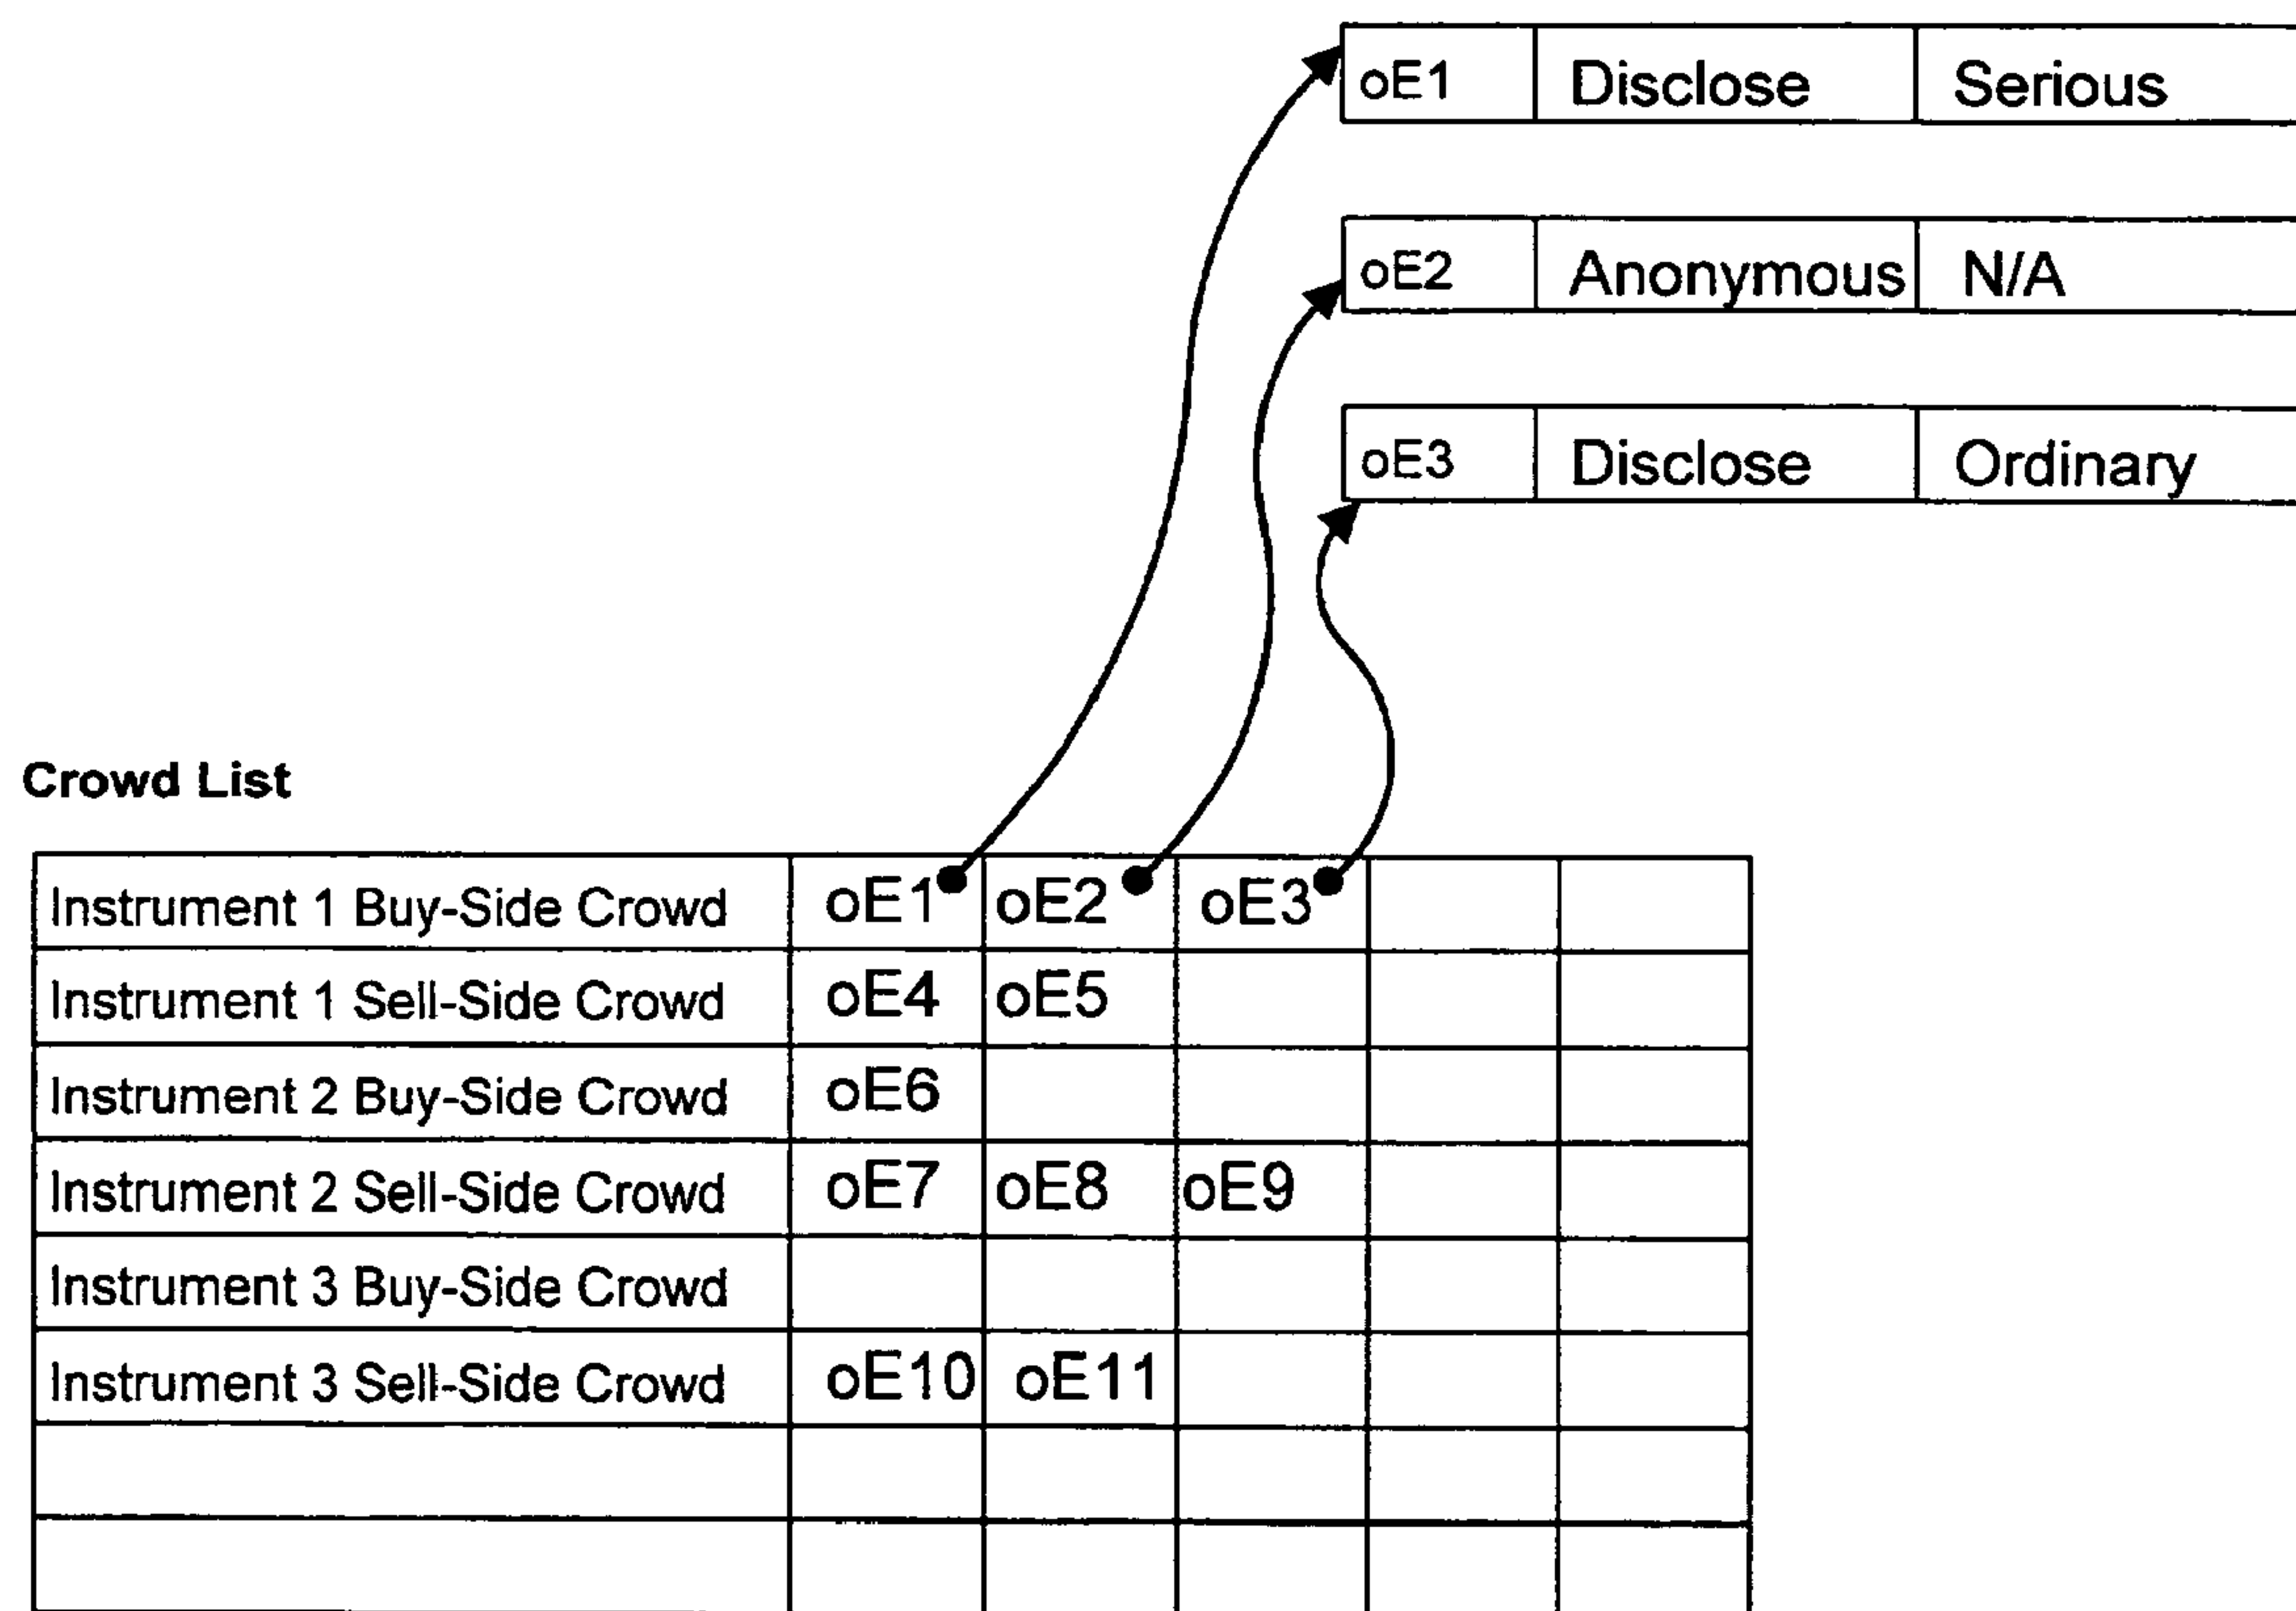 oE1 Disclose Serious
oE2 Anonymous N/A
oE3 Disclose Ordinary
Crowd List
Instrument 1 Buy-Side Crowd oE1 oE2 oE3
Instrument 1 Sell-Side Crowd oE4 oE5
Instrument 2 Buy-Side Crowd oE6
Instrument 2 Sell-Side Crowd oE7 oE8 oE9
Instrument 3 Buy-Side Crowd
Instrument 3 Sell-Side Crowd oE10 oE11